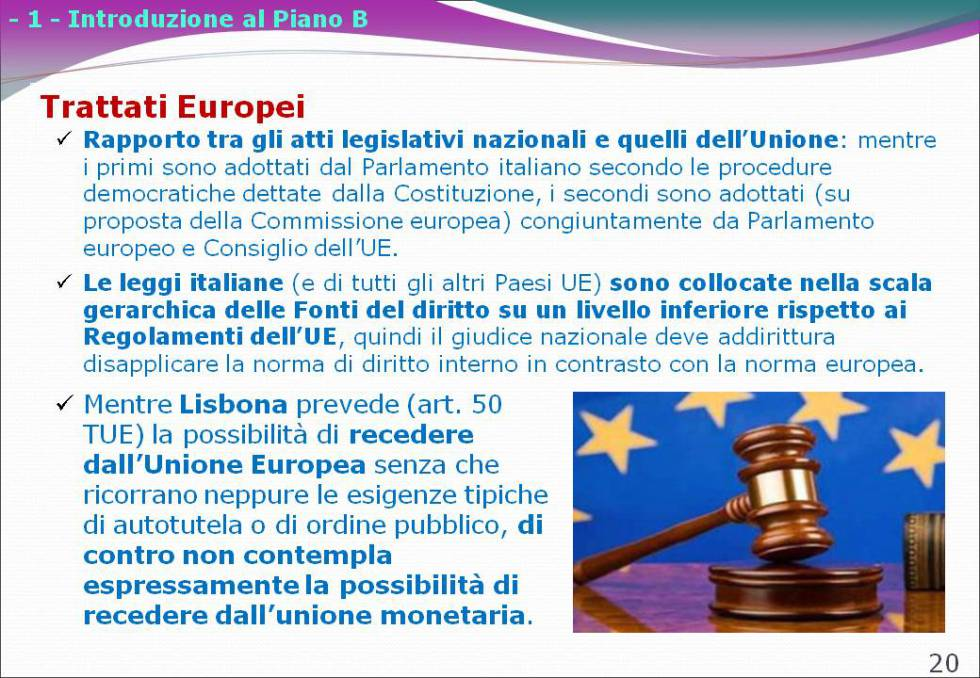 - 1 - Introduzione al Piano B
Trattati Europei
✓ Rapporto tra gli atti legislativi nazionali e quelli dell’Unione: mentre
i primi sono adottati dal Parlamento italiano secondo le procedure
democratiche dettate dalla Costituzione, i secondi sono adottati (su
proposta della Commissione europea) congiuntamente da Parlamento
europeo e Consiglio dell’UE.
✓ Le leggi italiane (e di tutti gli altri Paesi UE) sono collocate nella scala
gerarchica delle Fonti del diritto su un livello inferiore rispetto ai
Regolamenti dell’UE, quindi il giudice nazionale deve addirittura
disapplicare la norma di diritto interno in contrasto con la norma europea.
✓ Mentre Lisbona prevede (art. 50
TUE) la possibilità di recedere
dall’Unione Europea senza che
ricorrano neppure le esigenze tipiche
di autotutela o di ordine pubblico, di
contro non contempla
espressamente la possibilità di
recedere dall’unione monetaria.
20